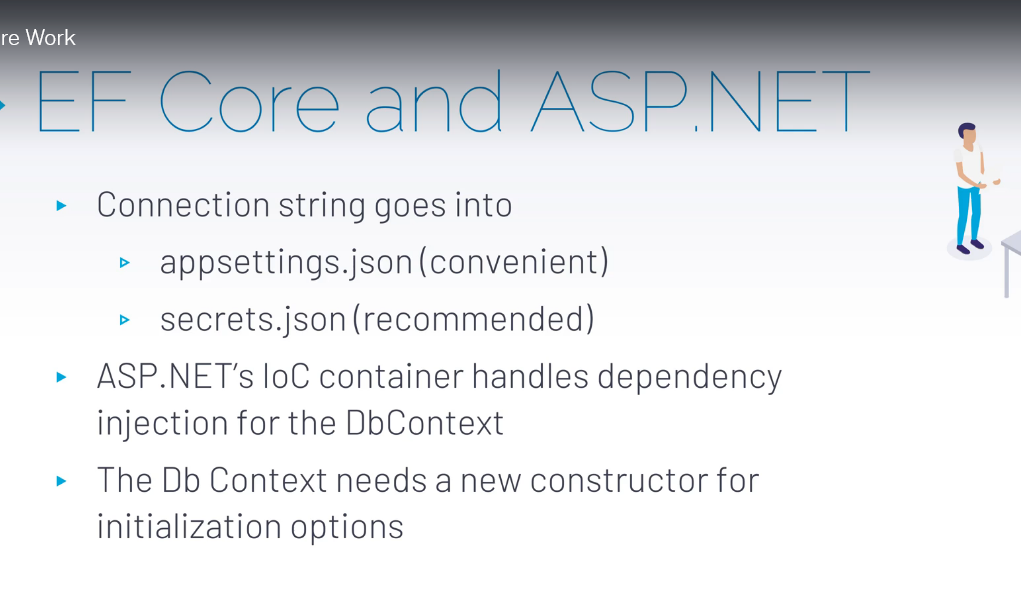 re Work
EF Core and ASP.NET
Connection string goes into
appsettings.json (convenient)
secrets.json (recommended)
ASP.NET's IoC container handles dependency
injection for the DbContext
The Db Context needs a new constructor for
initialization options